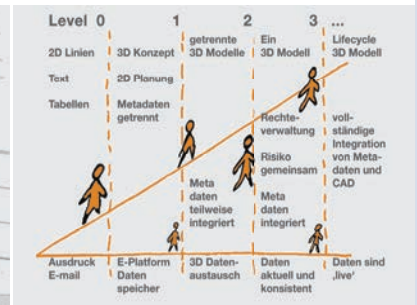 Level 0 1 2 3 ...
2D Linien
Text
Tabellen
3D Konzept
2D Planung
Metadaten
getrennt
getrennte
3D Modelle
Meta
daten
teilweise
integriert
Ein
3D Modell
Rechte-
verwaltung
Risiko
gemeinsam
Meta
daten
integriert
Lifecycle
3D Modell
voll-
ständige
Integration
von Meta-
daten und
CAD
Ausdruck
E-mail
E-Platform
Daten
speicher
3D Daten-
austausch
Daten
aktuell und
konsistent
Daten sind
‚live‘